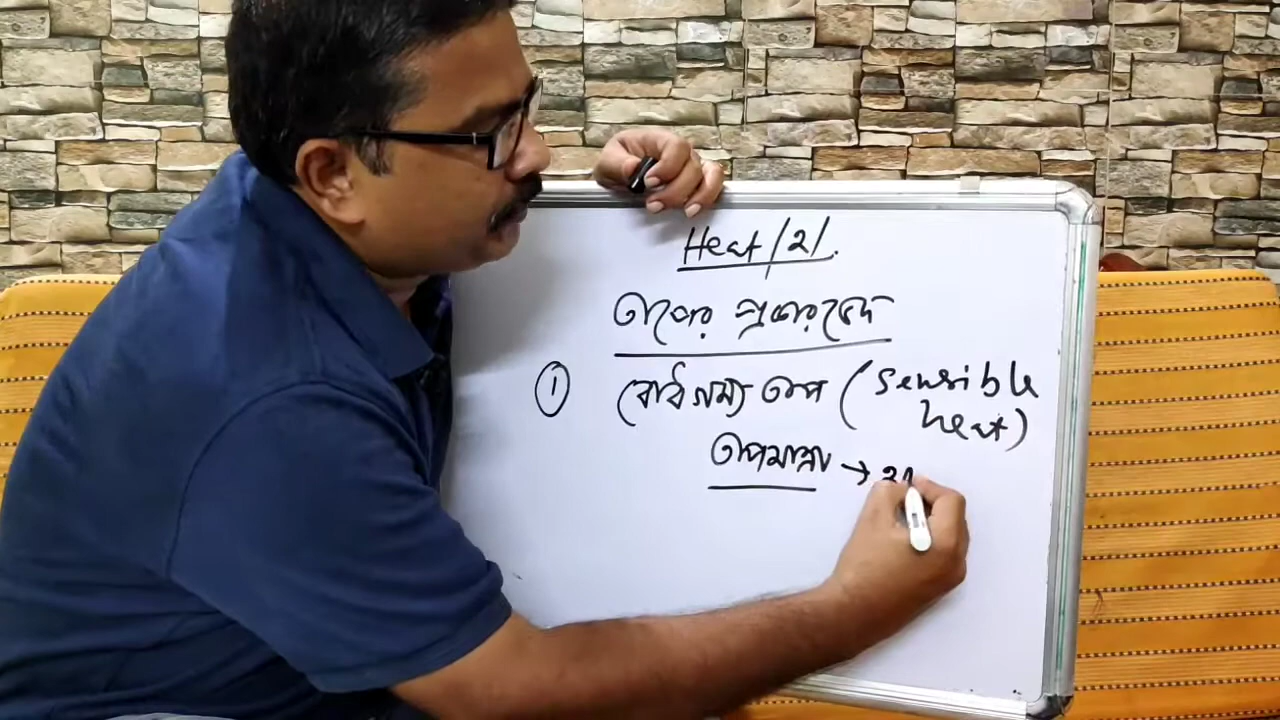 Heat/2/.
তাপের প্রকারভেদ
① বোধগম্য তাপ (Sensible
heat)
তাপমাত্রা →